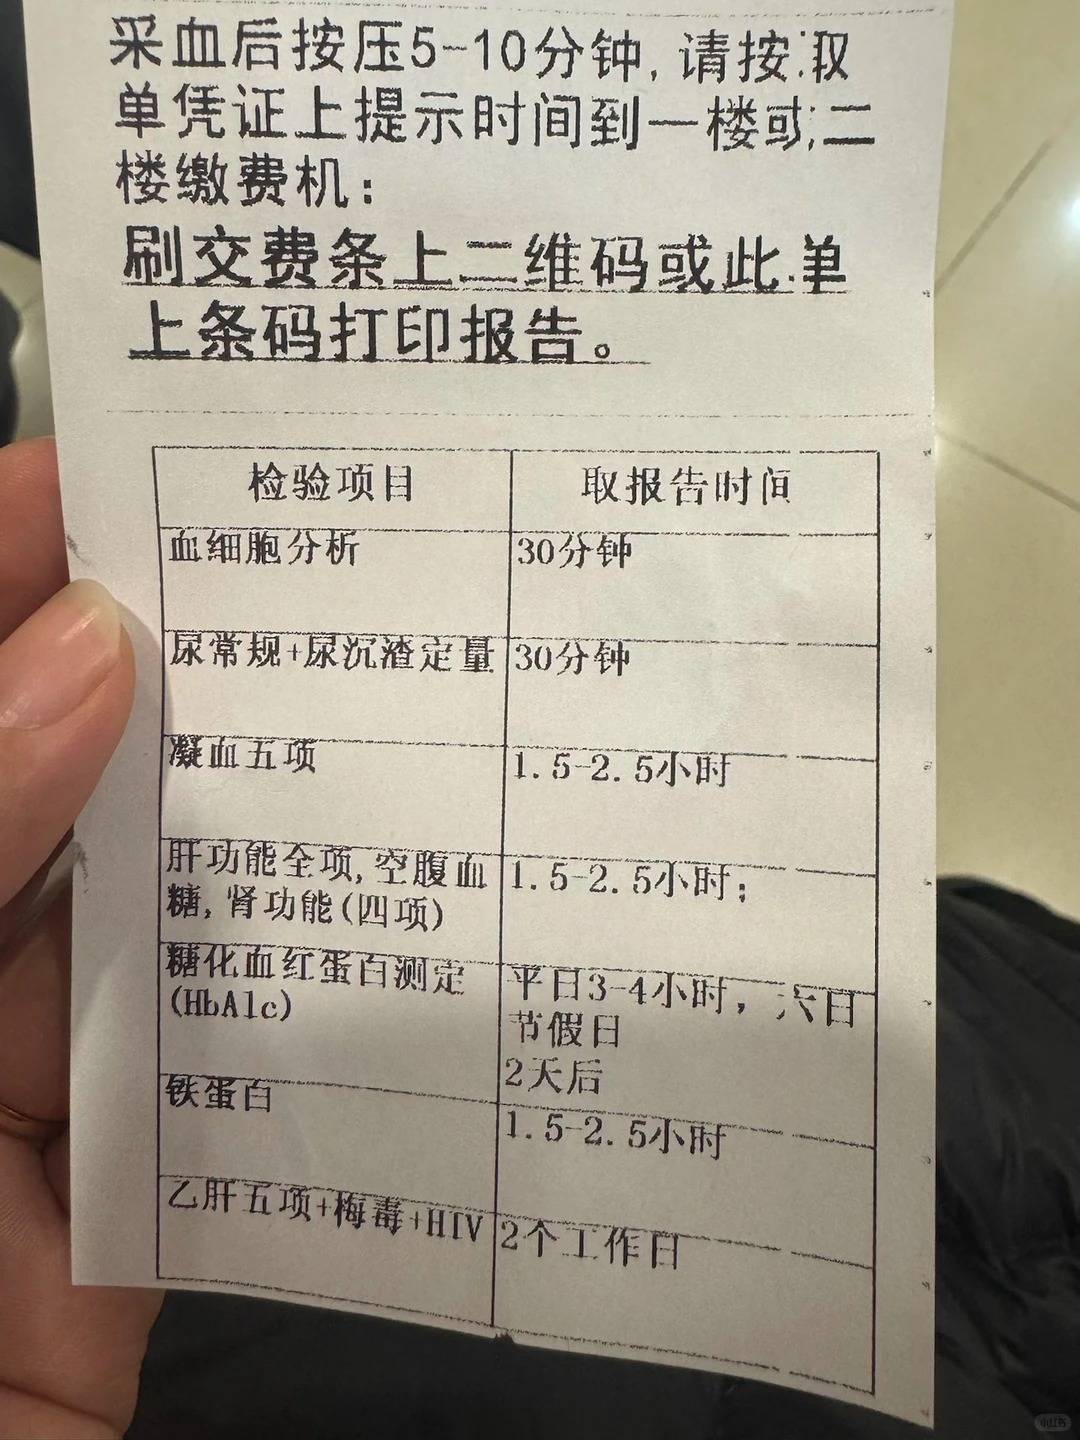 采血后按压5-10分钟,请按取
单凭证上提示时间到一楼或二
楼缴费机:
刷交费条上二维码或此单
上条码打印报告。
检验项目 取报告时间
血细胞分析 30分钟
尿常规+尿沉渣定量 30分钟
凝血五项 1.5-2.5小时
肝功能全项,空腹血 1.5-2.5小时;
糖,肾功能(四项)
糖化血红蛋白测定 平日3-4小时,六日
(HbA1c) 节假日
2天后
铁蛋白 1.5-2.5小时
乙肝五项+梅毒+HIV 2个工作日
小红书